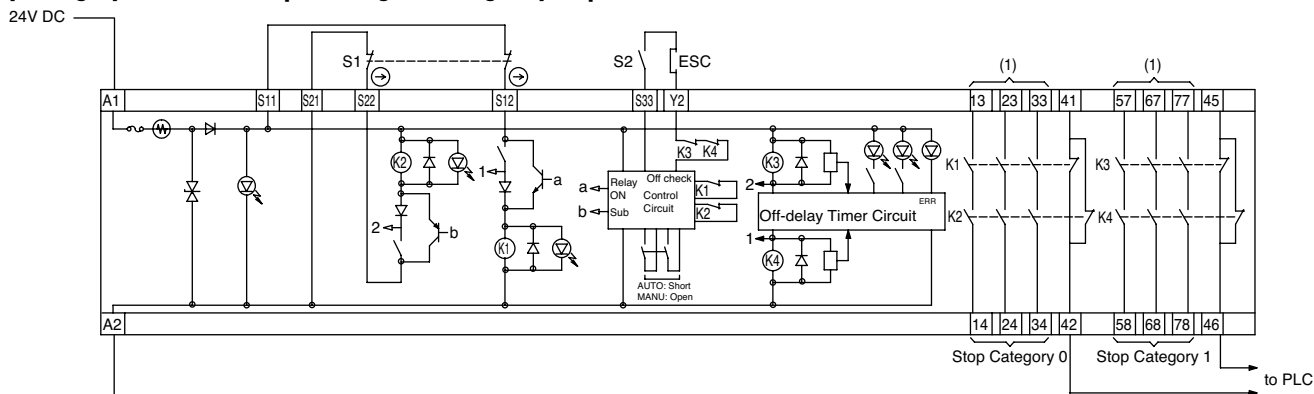 24V DC
S1
S2
ESC
(1)
(1)
A1
S11
S21
S22
S12
S33
Y2
13
23
33
41
57
67
77
45
K2
1
a
2
b
K1
K3 K4
a
b
Relay ON
Sub
Off check
Control Circuit
K1
K2
AUTO: Short
MANU: Open
K3
2
ERR
Off-delay Timer Circuit
1
K4
K1
K2
K3
K4
A2
14
24
34
42
58
68
78
46
Stop Category 0
Stop Category 1
to PLC